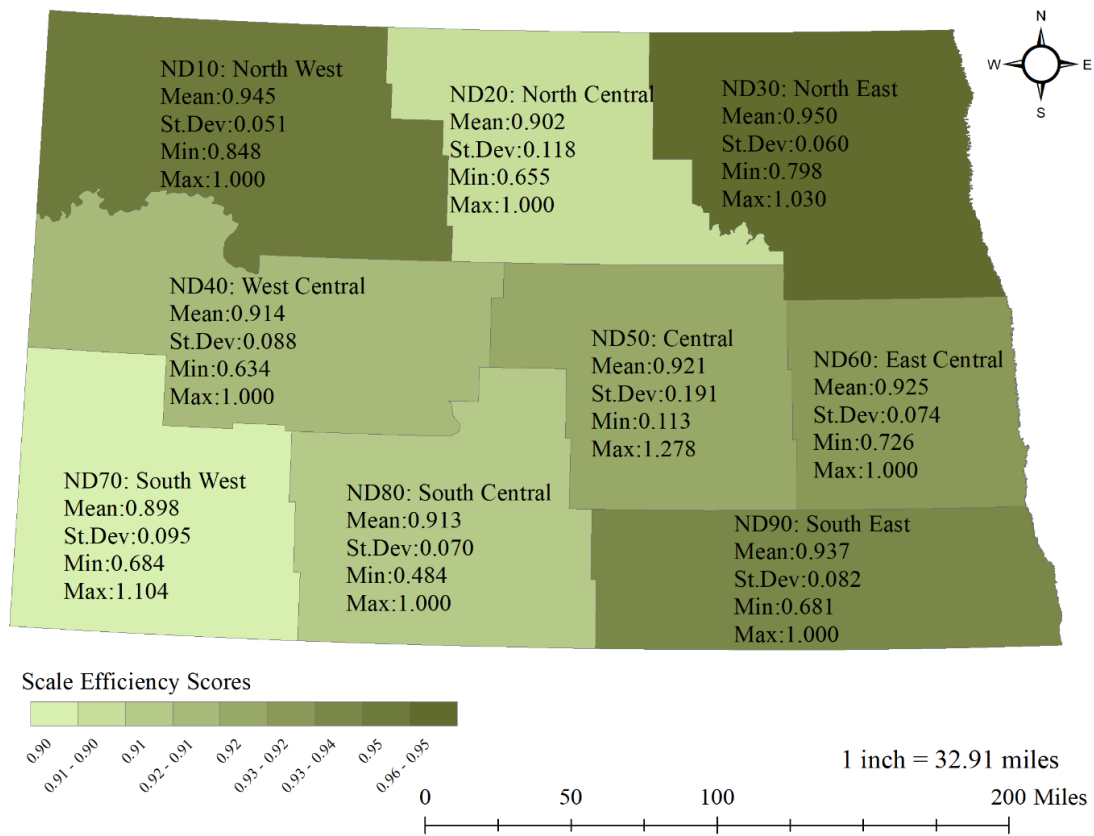 N
W
E
S
ND10: North West
Mean:0.945
St.Dev:0.051
Min:0.848
Max:1.000
ND20: North Central
Mean:0.902
St.Dev:0.118
Min:0.655
Max:1.000
ND30: North East
Mean:0.950
St.Dev:0.060
Min:0.798
Max:1.030
ND40: West Central
Mean:0.914
St.Dev:0.088
Min:0.634
Max:1.000
ND50: Central
Mean:0.921
St.Dev:0.191
Min:0.113
Max:1.278
ND60: East Central
Mean:0.925
St.Dev:0.074
Min:0.726
Max:1.000
ND70: South West
Mean:0.898
St.Dev:0.095
Min:0.684
Max:1.104
ND80: South Central
Mean:0.913
St.Dev:0.070
Min:0.484
Max:1.000
ND90: South East
Mean:0.937
St.Dev:0.082
Min:0.681
Max:1.000
Scale Efficiency Scores
0.90
0.91 - 0.90
0.91
0.92 - 0.91
0.92
0.93 - 0.92
0.93 - 0.94
0.95
0.96 - 0.95
1 inch = 32.91 miles
0 50 100 200 Miles